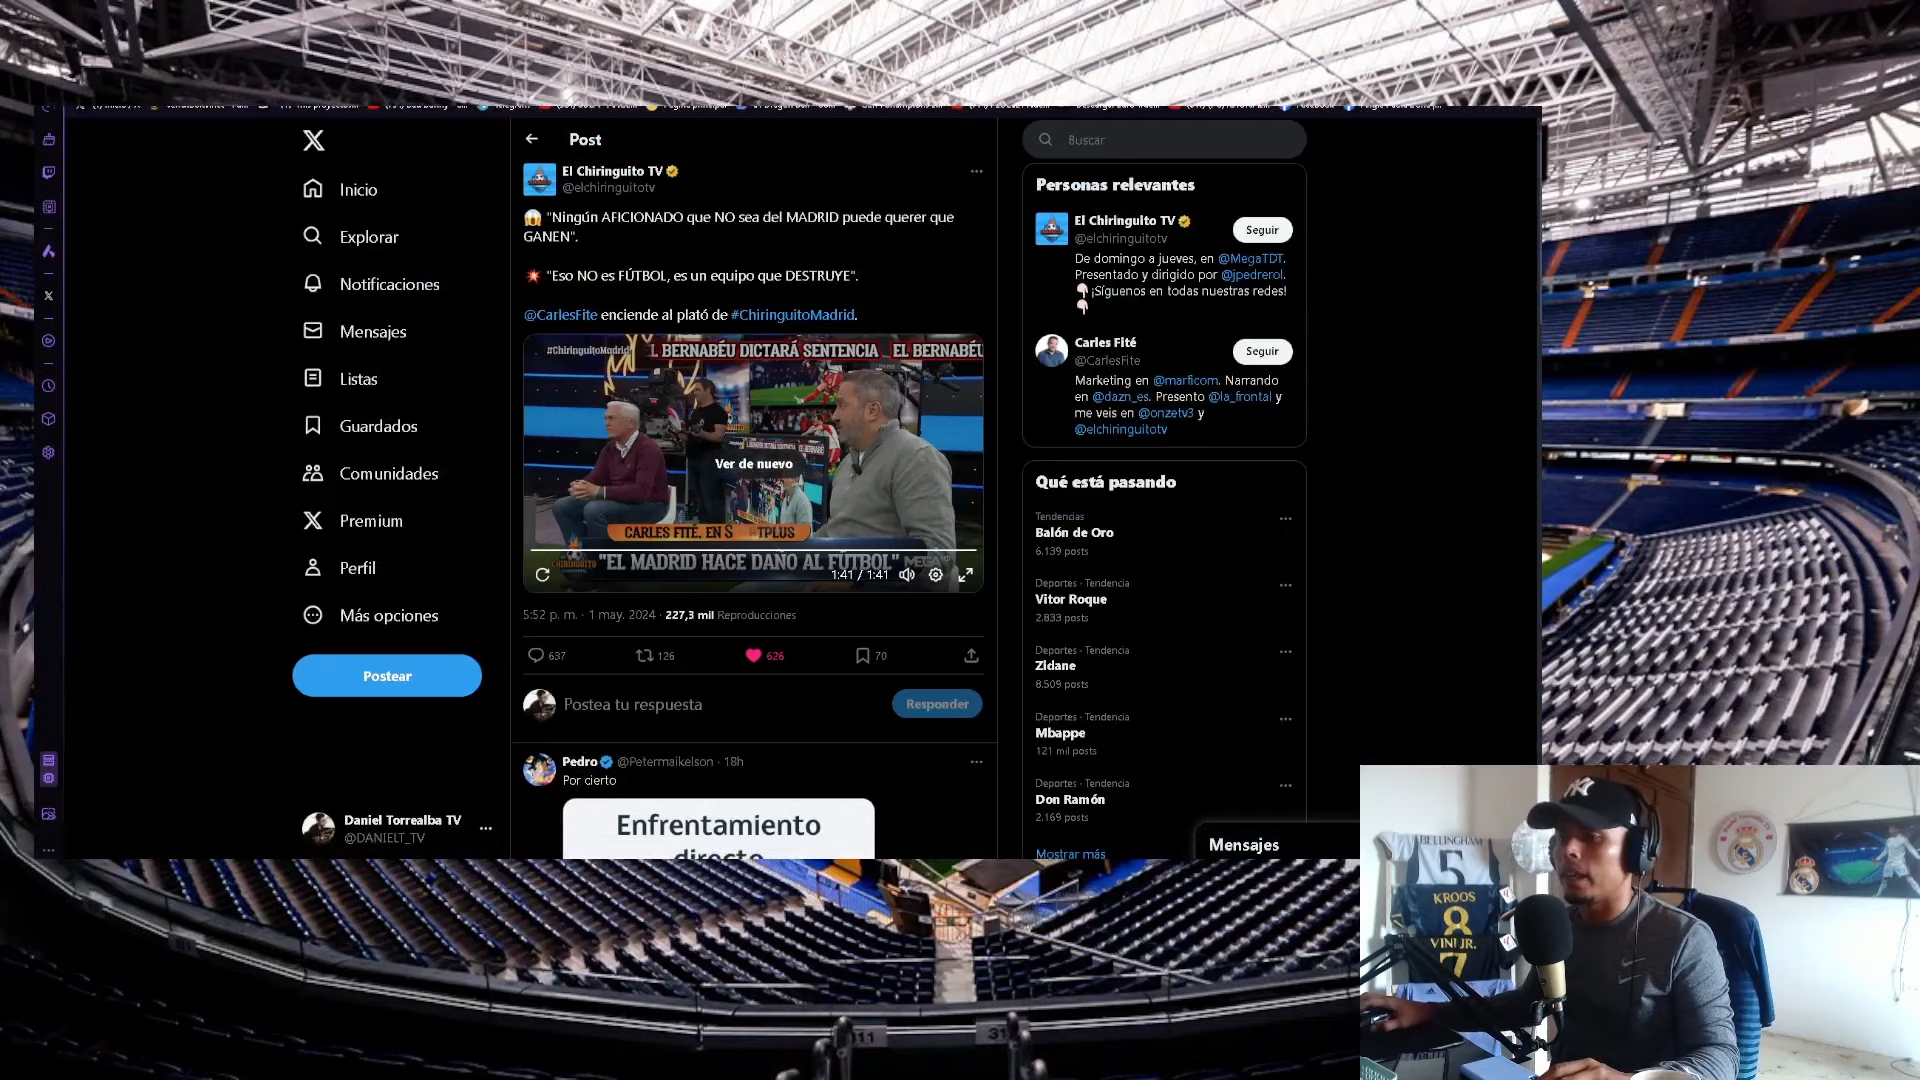 Inicio
Explorar
Notificaciones
Mensajes
Listas
Guardados
Comunidades
Premium
Perfil
Más opciones
Postear
Daniel Torrealba TV
@DANIELT_TV
Post
El Chiringuito TV
@elchiringuitotv
"Ningún AFICIONADO que NO sea del MADRID puede querer que
GANEN".
"Eso NO es FÚTBOL, es un equipo que DESTRUYE".
@CarlesFite enciende al plató de #ChiringuitoMadrid.
#ChiringuitoMadrid
L BERNABÉU DICTARÁ SENTENCIA EL BERNABÉU
Ver de nuevo
CARLES FITÉ, EN S TPLUS
"EL MADRID HACE DAÑO AL FÚTBOL"
MEGA
CHIRINGUITO
1:41 / 1:41
5:52 p. m. · 1 may. 2024 · 227,3 mil Reproducciones
637
126
626
70
Postea tu respuesta
Responder
Pedro @Petermaikelson · 18h
Por cierto
Enfrentamiento
directo
Buscar
Personas relevantes
El Chiringuito TV
@elchiringuitotv
Seguir
De domingo a jueves, en @MegaTDT.
Presentado y dirigido por @jpedrerol.
¡Síguenos en todas nuestras redes!
Carles Fité
@CarlesFite
Seguir
Marketing en @marficom. Narrando
en @dazn_es. Presento @la_frontal y
me veis en @onzetv3 y
@elchiringuitotv
Qué está pasando
Tendencias
Balón de Oro
6.139 posts
Deportes · Tendencia
Vitor Roque
2.833 posts
Deportes · Tendencia
Zidane
8.509 posts
Deportes · Tendencia
Mbappe
121 mil posts
Deportes · Tendencia
Don Ramón
2.169 posts
Mostrar más
Mensajes
BELLINGHAM
5
KROOS
8
VINI JR.
7
311
31